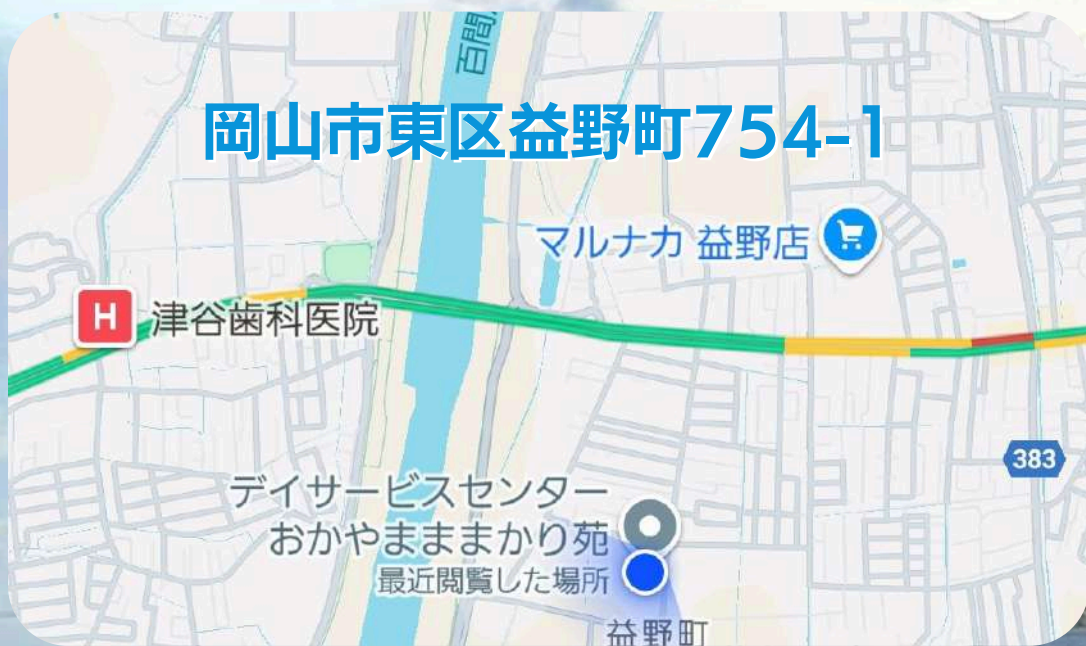 百間
岡山市東区益野町754-1
マルナカ 益野店
H
津谷歯科医院
383
デイサービスセンター
おかやまままかり苑
最近閲覧した場所
益野町